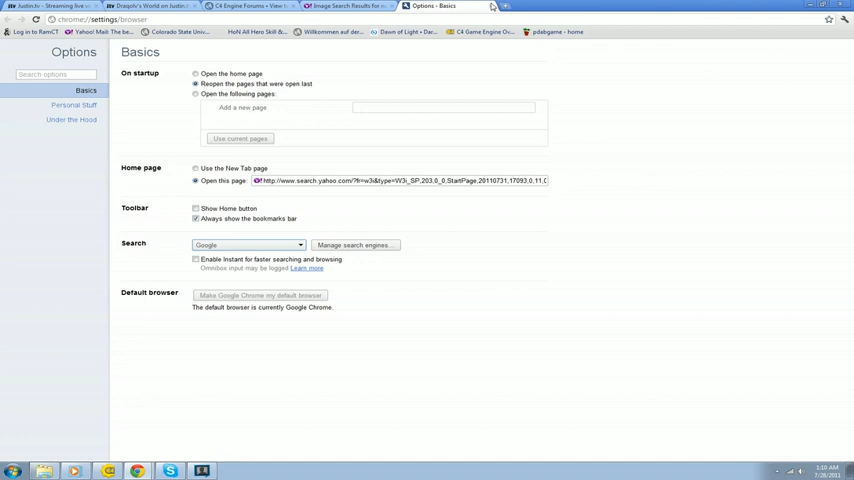 Justin.tv - Streaming live vi
Draqshi's World on Justin.t
C4 Engine Forums • View t
Image Search Results for n
Options - Basics
chrome://settings/browser
Log in to RamCT
Yahoo! Mail: The be...
Colorado State Univ...
HoN All Hero Comp ...
Willkommen auf der...
Dawn of Light • Dar...
C4 Game Engine Ov...
pdabgame - home
Options
Basics
Search options
Basics
Personal Stuff
Under the Hood
On startup
Open the home page
Reopen the pages that were open last
Open the following pages:
Add a new page
Use current pages
Home page
Use the New Tab page
Open this page:
Y! http://www.search.yahoo.com/?fr=w3i&type=W3i_SP,203,0_0,StartPage,20110731,17093,0,11,0
Toolbar
Show Home button
Always show the bookmarks bar
Search
Google
Manage search engines...
Enable Instant for faster searching and browsing
Omnibox input may be logged Learn more
Default browser
Make Google Chrome my default browser
The default browser is currently Google Chrome.
1:10 AM
7/28/2011